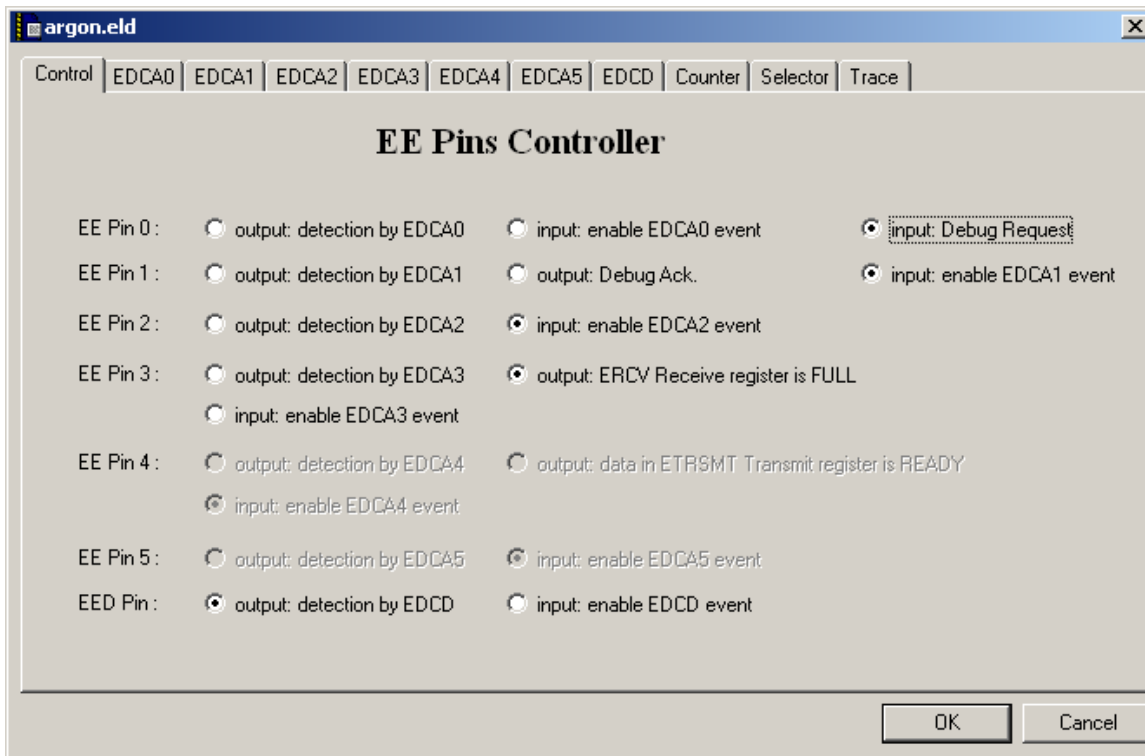 argon.eld
Control EDCA0 EDCA1 EDCA2 EDCA3 EDCA4 EDCA5 EDCD Counter Selector Trace
EE Pins Controller
EE Pin 0 : output: detection by EDCA0 input: enable EDCA0 event input: Debug Request
EE Pin 1 : output: detection by EDCA1 output: Debug Ack. input: enable EDCA1 event
EE Pin 2 : output: detection by EDCA2 input: enable EDCA2 event
EE Pin 3 : output: detection by EDCA3 output: ERCV Receive register is FULL
input: enable EDCA3 event
EE Pin 4 : output: detection by EDCA4 output: data in ETRSMT Transmit register is READY
input: enable EDCA4 event
EE Pin 5 : output: detection by EDCA5 input: enable EDCA5 event
EED Pin : output: detection by EDCD input: enable EDCD event
OK Cancel